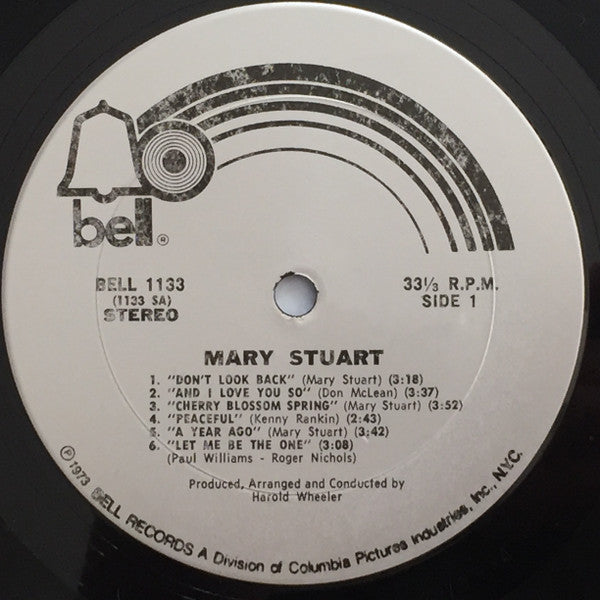 bell®
BELL 1133
(1133 SA)
STEREO
33⅓ R.P.M.
SIDE 1
MARY STUART
1. "DON'T LOOK BACK" (Mary Stuart) (3:18)
2. "AND I LOVE YOU SO" (Don McLean) (3:37)
3. "CHERRY BLOSSOM SPRING" (Mary Stuart) (3:52)
4. "PEACEFUL" (Kenny Rankin) (2:43)
5. "A YEAR AGO" (Mary Stuart) (3:42)
6. "LET ME BE THE ONE" (3:08)
(Paul Williams - Roger Nichols)
Produced, Arranged and Conducted by
Harold Wheeler
℗ 1973 BELL RECORDS A Division of Columbia Pictures Industries, Inc., N.Y.C.